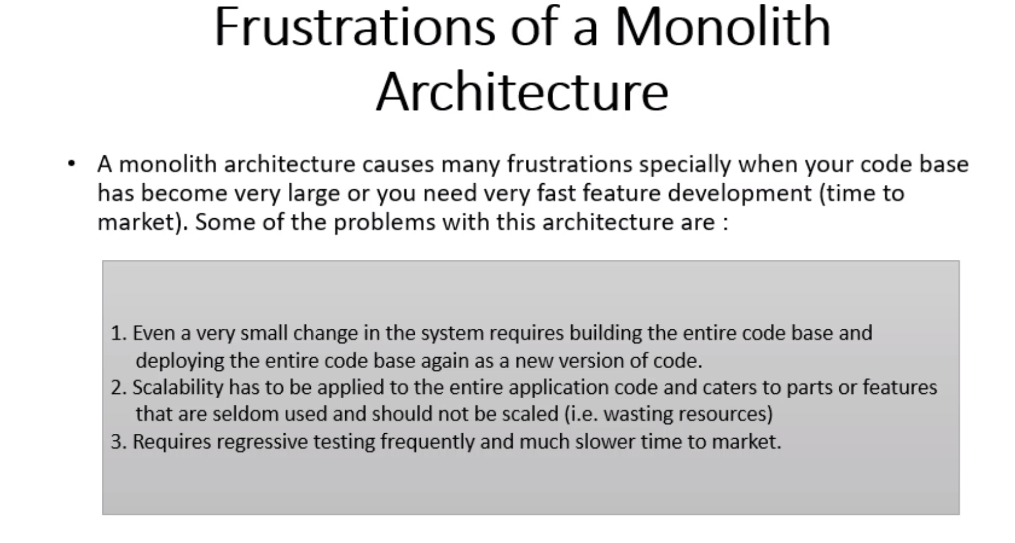 Frustrations of a Monolith
Architecture
• A monolith architecture causes many frustrations specially when your code base
has become very large or you need very fast feature development (time to
market). Some of the problems with this architecture are :
1. Even a very small change in the system requires building the entire code base and
deploying the entire code base again as a new version of code.
2. Scalability has to be applied to the entire application code and caters to parts or features
that are seldom used and should not be scaled (i.e. wasting resources)
3. Requires regressive testing frequently and much slower time to market.